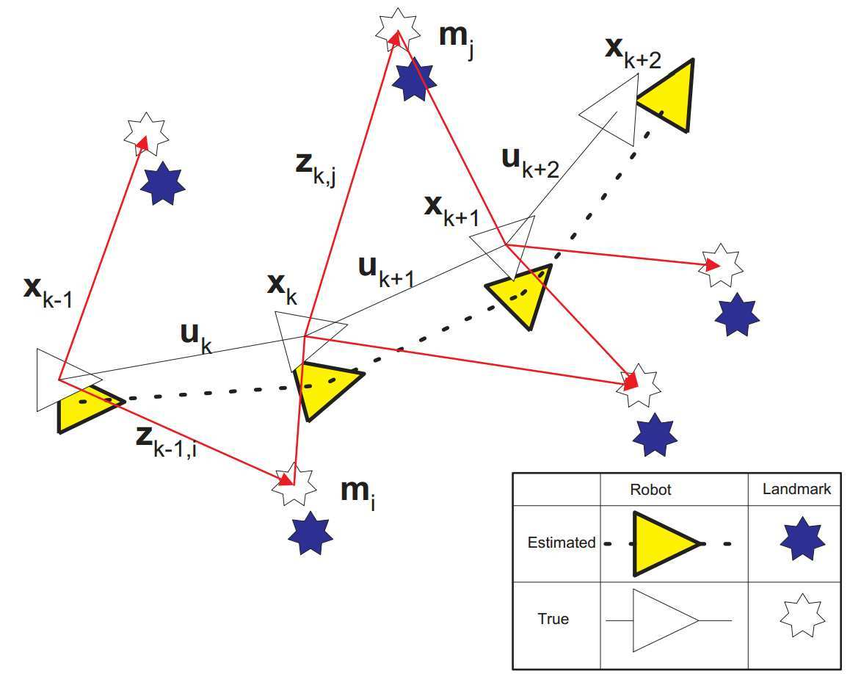 m_j
x_{k+2}
z_{k,j}
u_{k+2}
x_{k+1}
x_{k-1}
x_k
u_{k+1}
u_k
z_{k-1,i}
m_i
Robot Landmark
Estimated
True